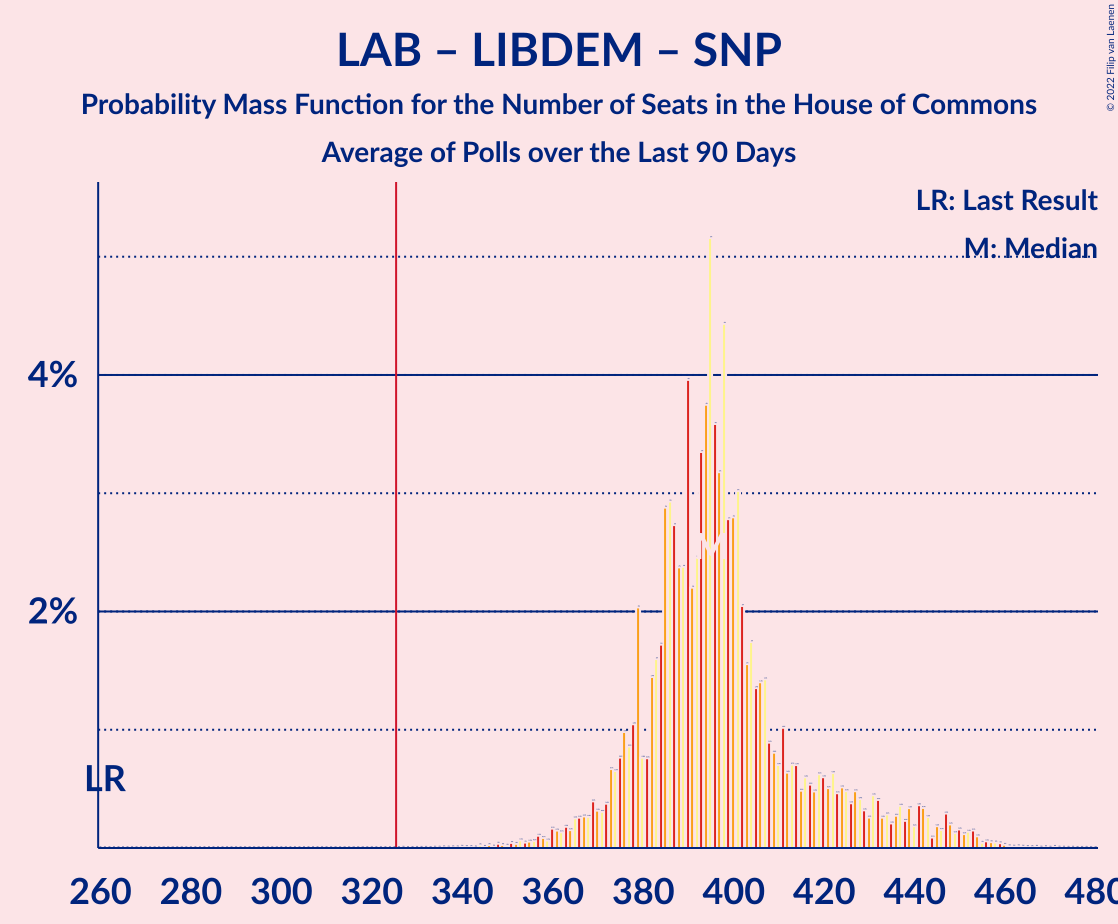 LAB – LIBDEM – SNP
Probability Mass Function for the Number of Seats in the House of Commons
Average of Polls over the Last 90 Days
© 2022 Filip van Laenen
LR: Last Result
M: Median
4%
2%
LR
M
260 280 300 320 340 360 380 400 420 440 460 480